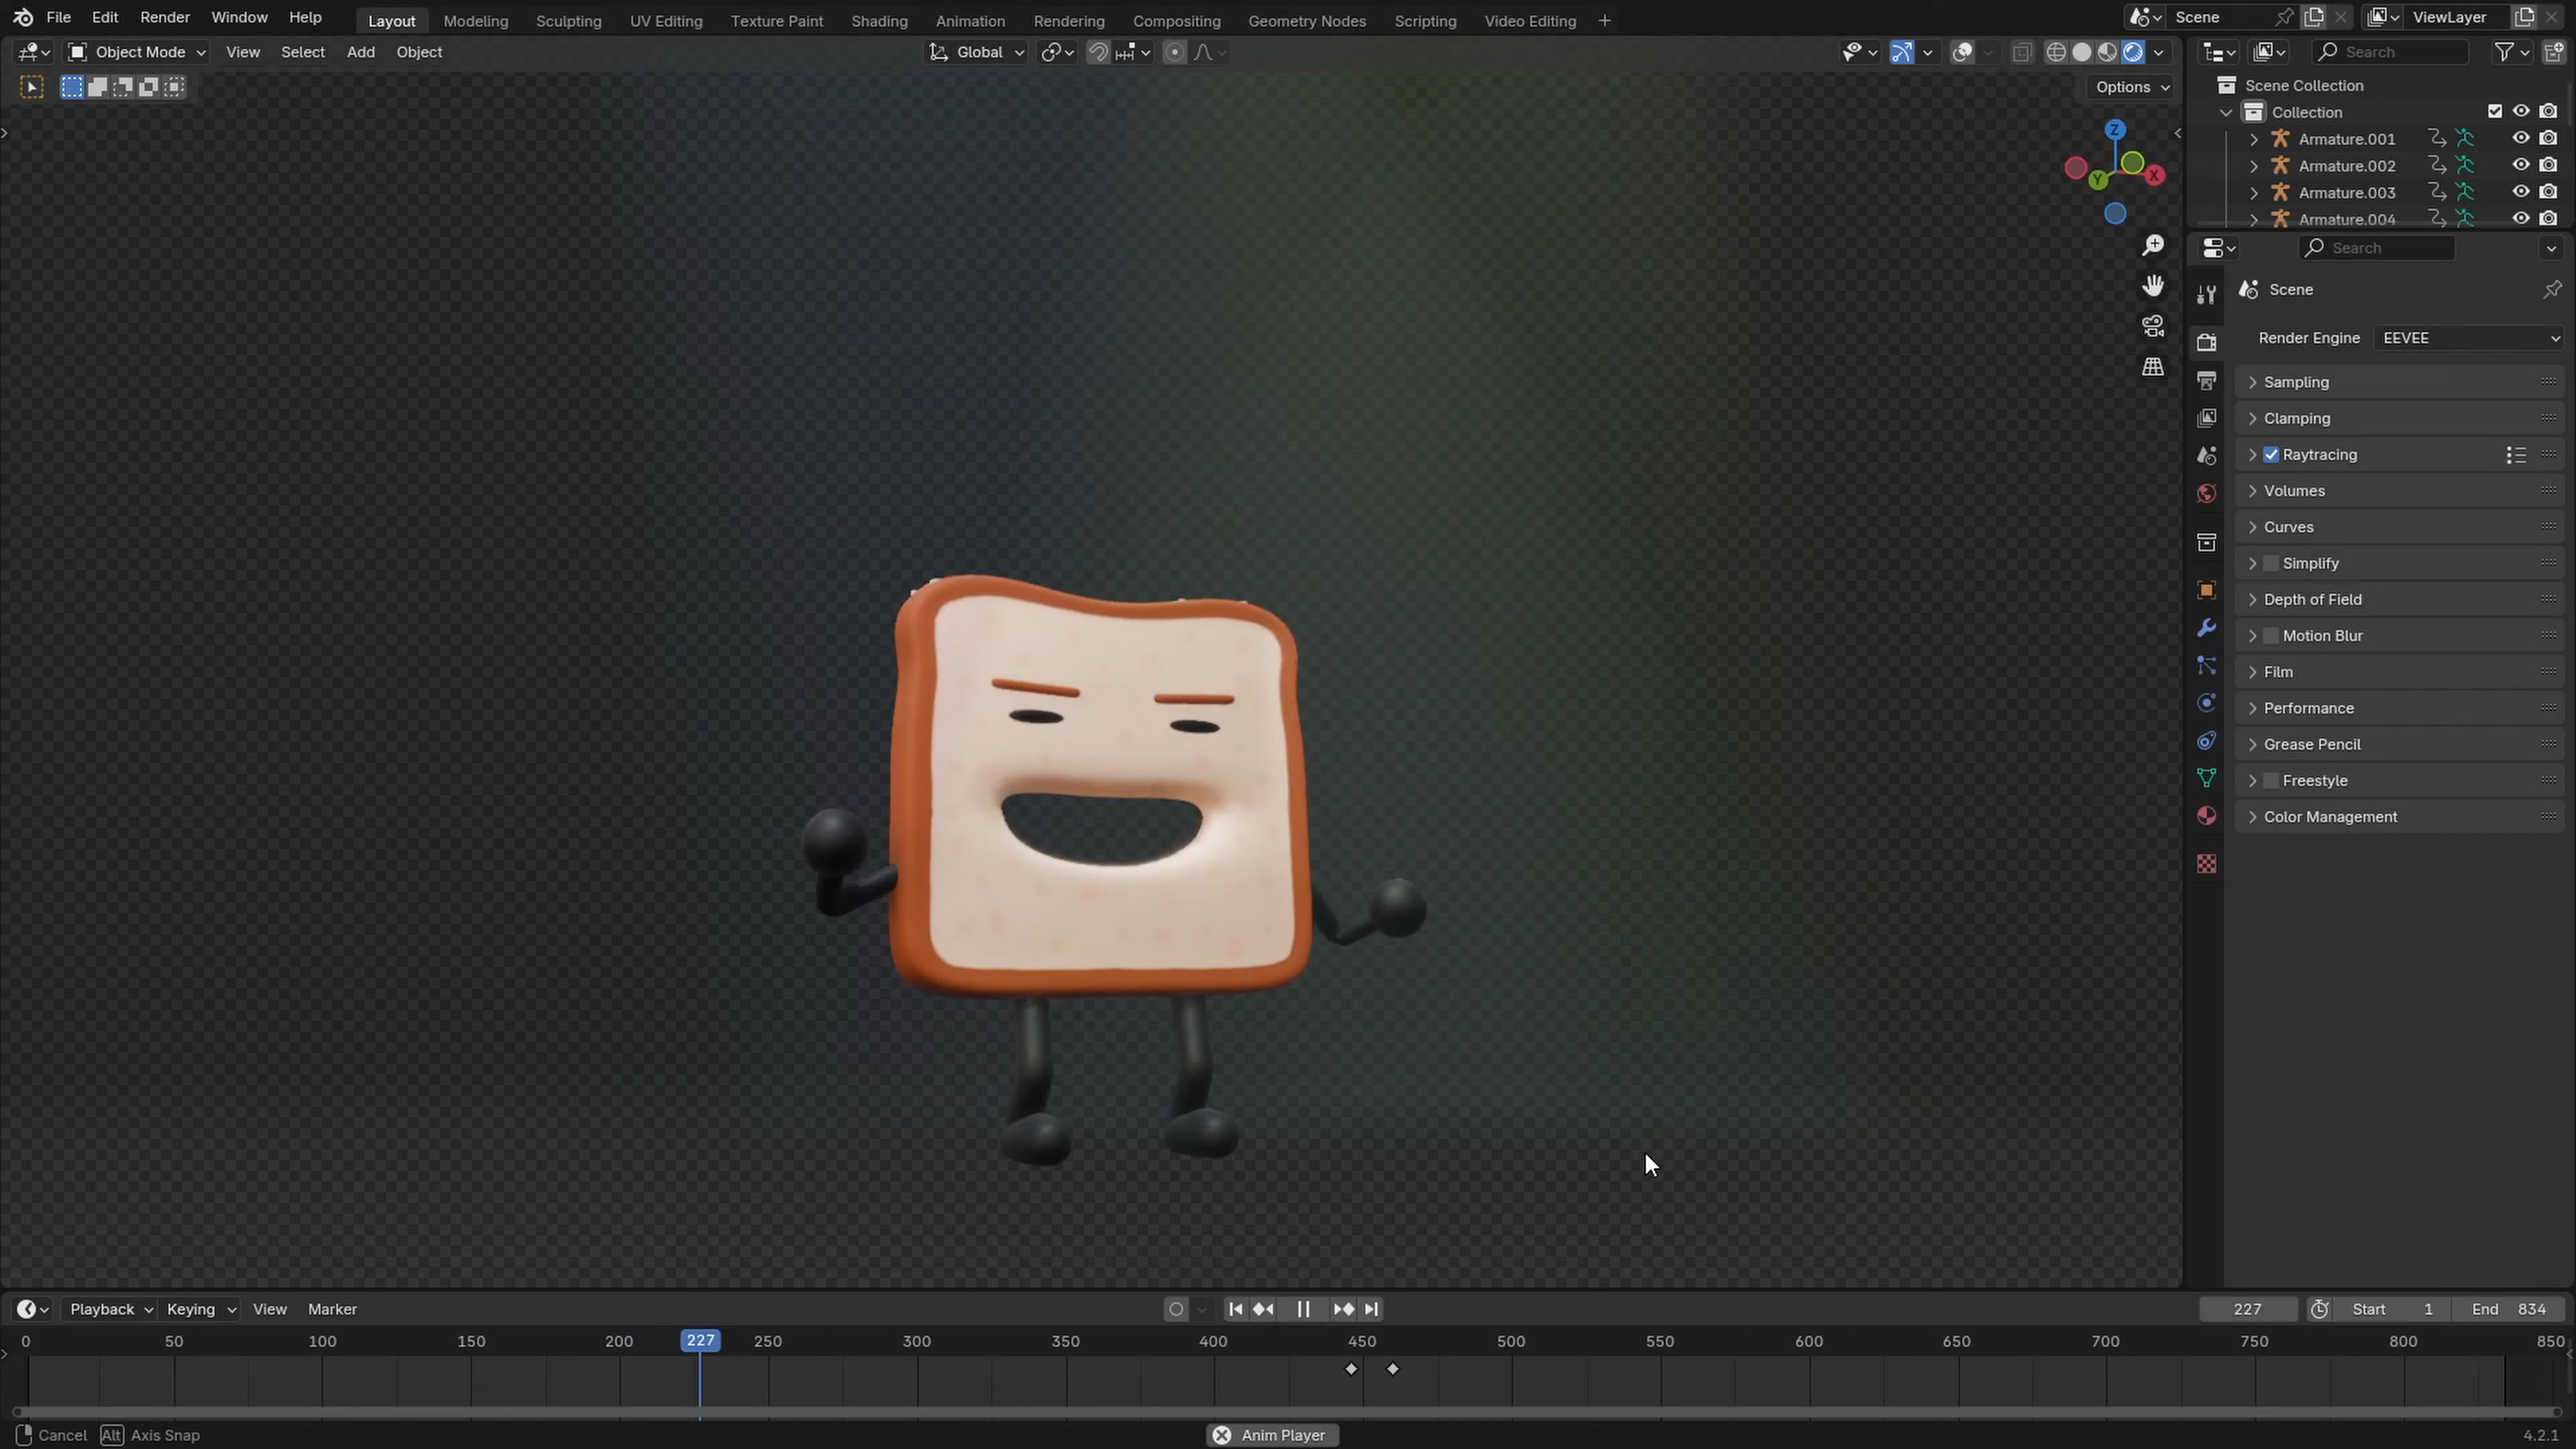 File Edit Render Window Help Layout Modeling Sculpting UV Editing Texture Paint Shading Animation Rendering Compositing Geometry Nodes Scripting Video Editing + Scene ViewLayer
Object Mode View Select Add Object Global Search
Options
Scene Collection
Collection
Armature.001
Armature.002
Armature.003
Armature.004
Z
Y X
Search
Scene
Render Engine EEVEE
Sampling
Clamping
Raytracing
Volumes
Curves
Simplify
Depth of Field
Motion Blur
Film
Performance
Grease Pencil
Freestyle
Color Management
Playback Keying View Marker 227 Start 1 End 834
0 50 100 150 200 227 250 300 350 400 450 500 550 600 650 700 750 800 850
Cancel Alt Axis Snap Anim Player 4.2.1